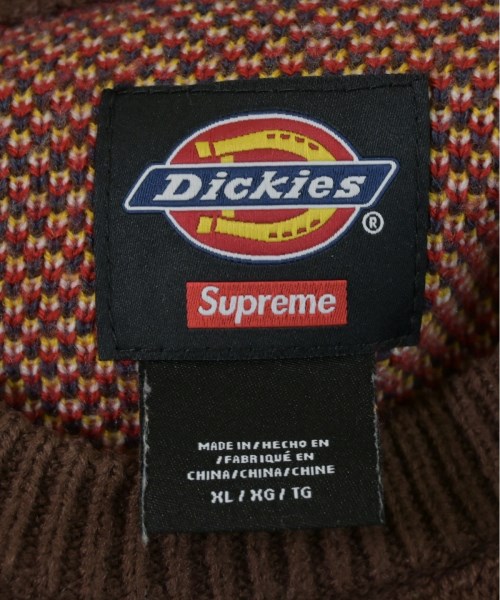 Dickies
®
Supreme
MADE IN/HECHO EN
/FABRIQUÉ EN
CHINA/CHINA/CHINE
XL / XG / TG